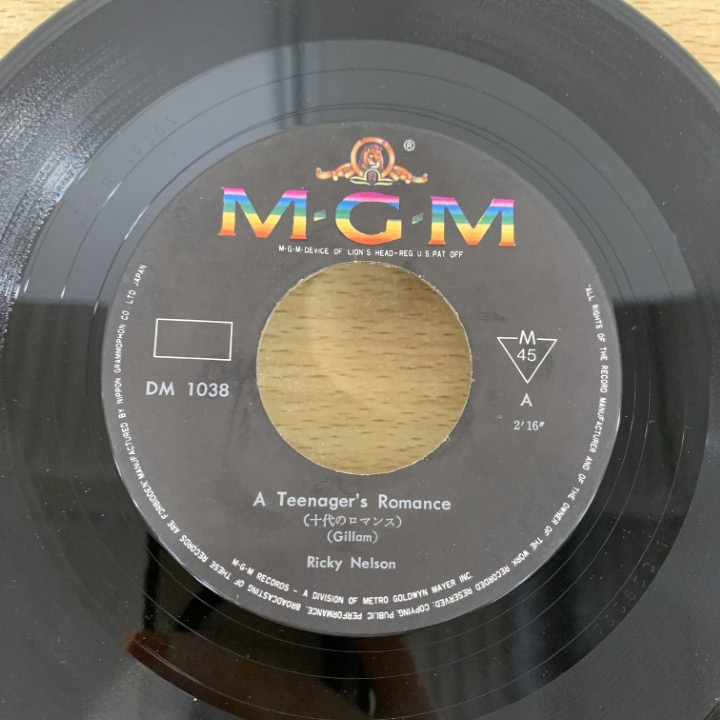 ®
M·G·M
M-G-M-DEVICE OF LION'S HEAD-REG U.S. PAT. OFF
DM 1038
M
45
A
2'16"
A Teenager's Romance
(十代のロマンス)
(Gillam)
Ricky Nelson
M-G-M RECORDS - A DIVISION OF METRO GOLDWYN MAYER INC.
"ALL RIGHTS OF THE RECORD MANUFACTURER AND OF THE OWNER OF THE WORK RECORDED RESERVED; COPYING, PUBLIC PERFORMANCE, BROADCASTING OF THESE RECORDS ARE FORBIDDEN" MANUFACTURED BY NIPPON GRAMMOPHON CO., LTD. JAPAN